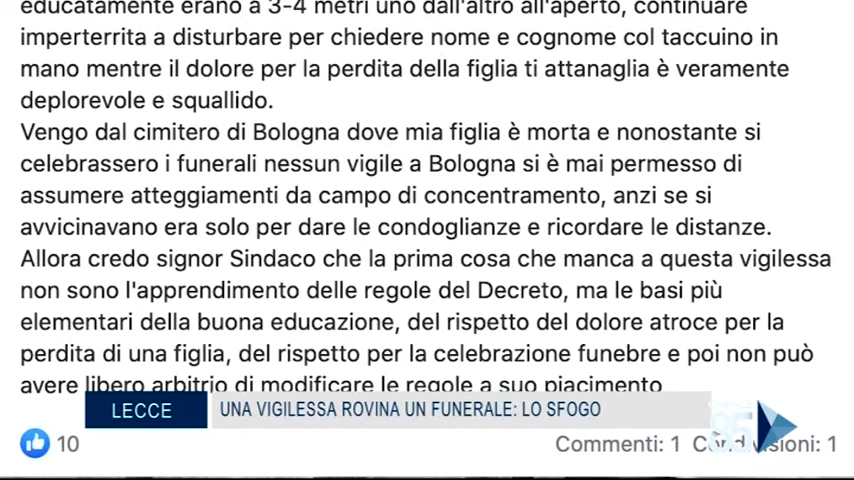 educatamente erano a 3-4 metri uno dall'altro all'aperto, continuare
imperterrita a disturbare per chiedere nome e cognome col taccuino in
mano mentre il dolore per la perdita della figlia ti attanaglia è veramente
deplorevole e squallido.
Vengo dal cimitero di Bologna dove mia figlia è morta e nonostante si
celebrassero i funerali nessun vigile a Bologna si è mai permesso di
assumere atteggiamenti da campo di concentramento, anzi se si
avvicinavano era solo per dare le condoglianze e ricordare le distanze.
Allora credo signor Sindaco che la prima cosa che manca a questa vigilessa
non sono l'apprendimento delle regole del Decreto, ma le basi più
elementari della buona educazione, del rispetto del dolore atroce per la
perdita di una figlia, del rispetto per la celebrazione funebre e poi non può
avere libero arbitrio di modificare le regole a suo piacimento
LECCE UNA VIGILESSA ROVINA UN FUNERALE: LO SFOGO
85
10 Commenti: 1 Condivisioni: 1